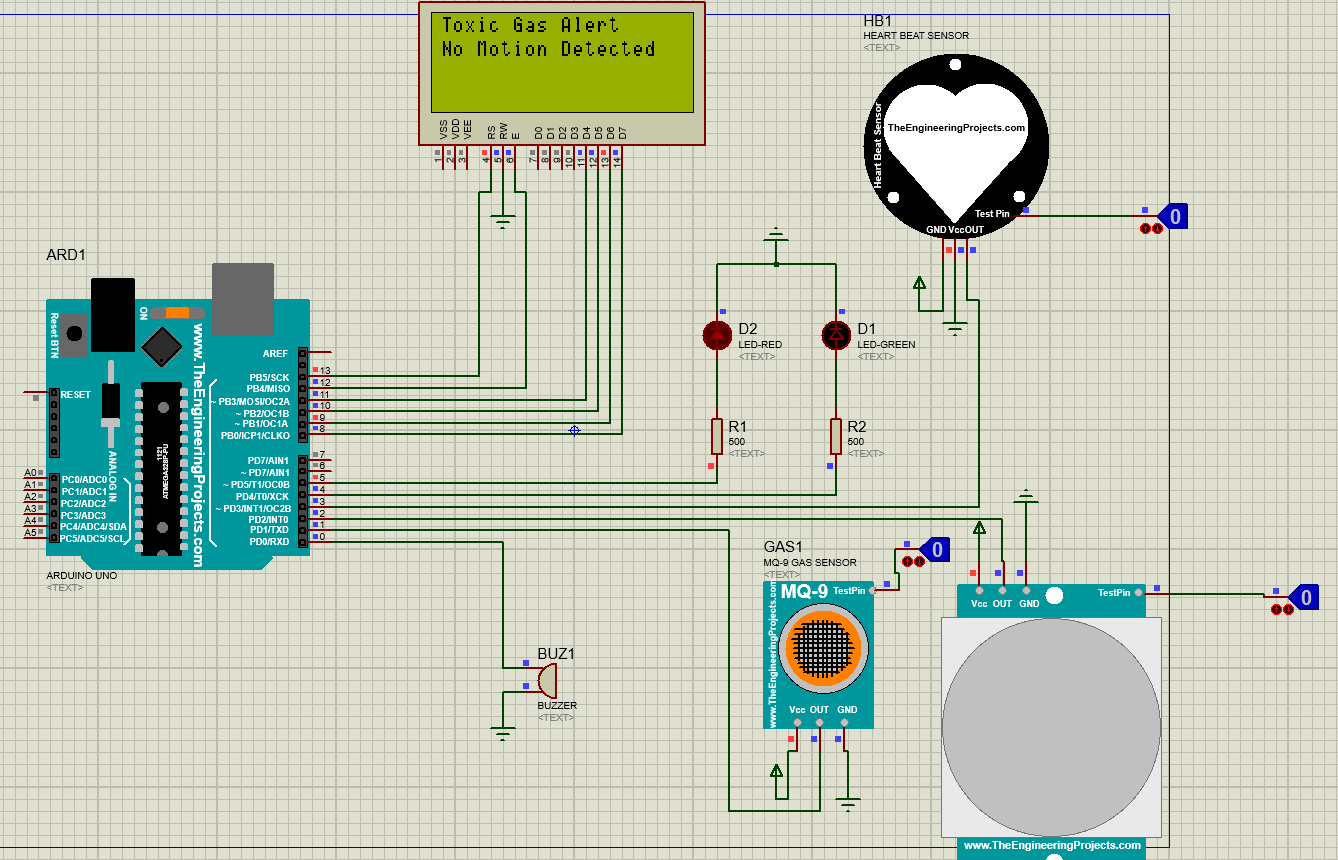 Toxic Gas Alert
No Motion Detected
VSS
VDD
VEE
RS
RW
E
D0
D1
D2
D3
D4
D5
D6
D7
1
2
3
4
5
6
7
8
9
10
11
12
13
14
HB1
HEART BEAT SENSOR
<TEXT>
Heart Beat Sensor
TheEngineeringProjects.com
Test Pin
GND Vcc OUT
0
ARD1
Reset BTN
ON
www.TheEngineeringProjects.com
ANALOG IN
ATMEGA328P-PU
1121
RESET
A0 PC0/ADC0
A1 PC1/ADC1
A2 PC2/ADC2
A3 PC3/ADC3
A4 PC4/ADC4/SDA
A5 PC5/ADC5/SCL
AREF
PB5/SCK 13
PB4/MISO 12
~ PB3/MOSI/OC2A 11
~ PB2/OC1B 10
~ PB1/OC1A 9
PB0/ICP1/CLKO 8
PD7/AIN1 7
~ PD7/AIN1 6
~ PD5/T1/OC0B 5
PD4/T0/XCK 4
~ PD3/INT1/OC2B 3
PD2/INT0 2
PD1/TXD 1
PD0/RXD 0
ARDUINO UNO
<TEXT>
D2
LED-RED
<TEXT>
D1
LED-GREEN
<TEXT>
R1
500
<TEXT>
R2
500
<TEXT>
BUZ1
BUZZER
<TEXT>
GAS1
MQ-9 GAS SENSOR
<TEXT>
0
MQ-9
TestPin
www.TheEngineeringProjects.com
Vcc OUT GND
Vcc OUT GND
TestPin
0
www.TheEngineeringProjects.com